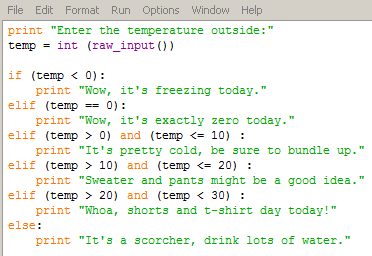 File Edit Format Run Options Window Help
print "Enter the temperature outside:"
temp = int (raw_input())
if (temp < 0):
    print "Wow, it's freezing today."
elif (temp == 0):
    print "Wow, it's exactly zero today."
elif (temp > 0) and (temp <= 10) :
    print "It's pretty cold, be sure to bundle up."
elif (temp > 10) and (temp <= 20) :
    print "Sweater and pants might be a good idea."
elif (temp > 20) and (temp < 30) :
    print "Whoa, shorts and t-shirt day today!"
else:
    print "It's a scorcher, drink lots of water."